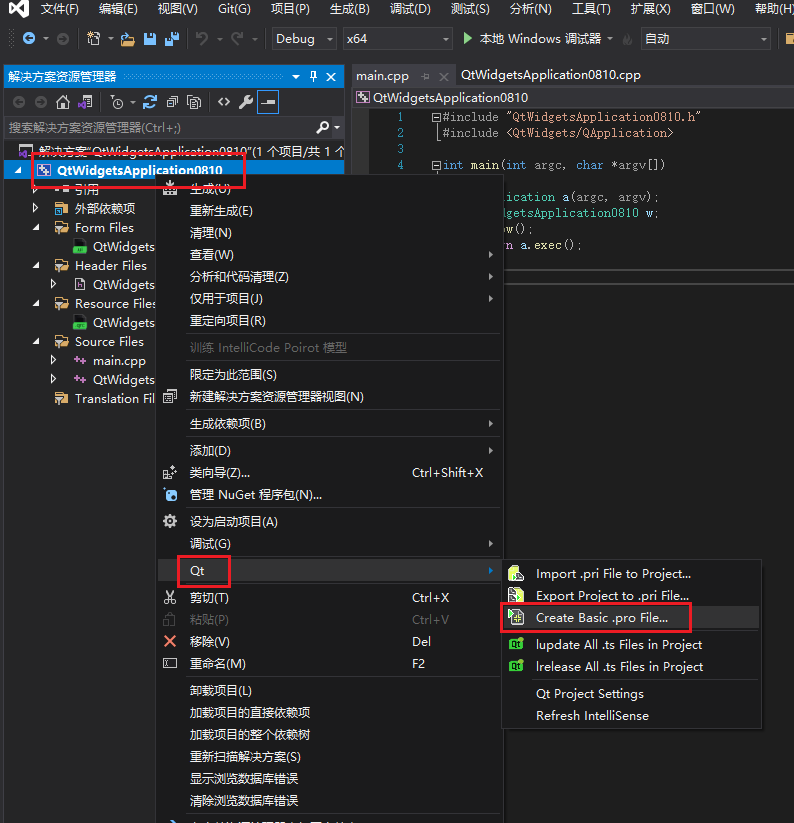 文件(F) 编辑(E) 视图(V) Git(G) 项目(P) 生成(B) 调试(D) 测试(S) 分析(N) 工具(T) 扩展(X) 窗口(W) 帮助(H)
Debug x64 本地 Windows 调试器 自动
解决方案资源管理器
main.cpp QtWidgetsApplication0810.cpp
QtWidgetsApplication0810
搜索解决方案资源管理器(Ctrl+;)
解决方案"QtWidgetsApplication0810"(1 个项目/共 1 个
QtWidgetsApplication0810
引用
外部依赖项
Form Files
QtWidgets
Header Files
QtWidgets
Resource Files
QtWidgets
Source Files
main.cpp
QtWidgets
Translation Fil
1 #include "QtWidgetsApplication0810.h"
2 #include <QtWidgets/QApplication>
3
4 int main(int argc, char *argv[])
lication a(argc, argv);
dgetsApplication0810 w;
ow();
rn a.exec();
生成(U)
重新生成(E)
清理(N)
查看(W)
分析和代码清理(Z)
仅用于项目(J)
重定向项目(R)
训练 IntelliCode Poirot 模型
限定为此范围(S)
新建解决方案资源管理器视图(N)
生成依赖项(B)
添加(D)
类向导(Z)... Ctrl+Shift+X
管理 NuGet 程序包(N)...
设为启动项目(A)
调试(G)
Qt
剪切(T) Ctrl+X
粘贴(P) Ctrl+V
移除(V) Del
重命名(M) F2
卸载项目(L)
加载项目的直接依赖项
加载项目的整个依赖树
重新扫描解决方案(S)
显示浏览数据库错误
清除浏览数据库错误
Import .pri File to Project...
Export Project to .pri File...
Create Basic .pro File...
lupdate All .ts Files in Project
lrelease All .ts Files in Project
Qt Project Settings
Refresh IntelliSense